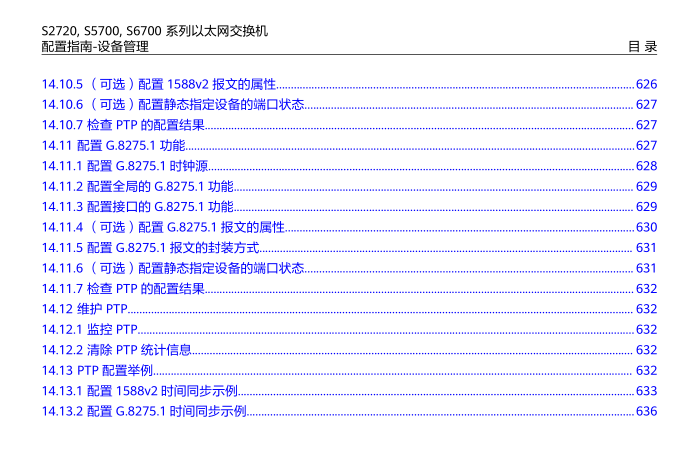 S2720, S5700, S6700 系列以太网交换机
配置指南-设备管理 目 录
14.10.5 （可选）配置 1588v2 报文的属性 626
14.10.6 （可选）配置静态指定设备的端口状态 627
14.10.7 检查 PTP 的配置结果 627
14.11 配置 G.8275.1 功能 627
14.11.1 配置 G.8275.1 时钟源 628
14.11.2 配置全局的 G.8275.1 功能 629
14.11.3 配置接口的 G.8275.1 功能 629
14.11.4 （可选）配置 G.8275.1 报文的属性 630
14.11.5 配置 G.8275.1 报文的封装方式 631
14.11.6 （可选）配置静态指定设备的端口状态 631
14.11.7 检查 PTP 的配置结果 632
14.12 维护 PTP 632
14.12.1 监控 PTP 632
14.12.2 清除 PTP 统计信息 632
14.13 PTP 配置举例 632
14.13.1 配置 1588v2 时间同步示例 633
14.13.2 配置 G.8275.1 时间同步示例 636